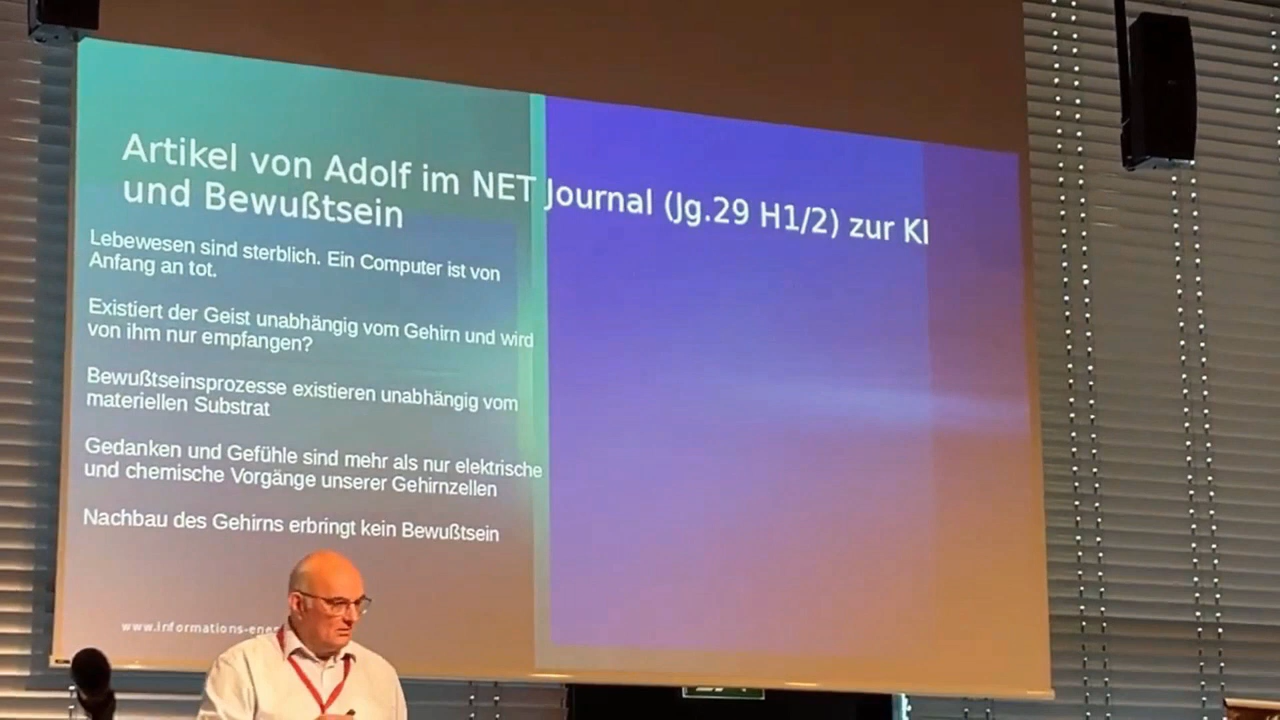 Artikel von Adolf im NET Journal (Jg.29 H1/2) zur KI
und Bewußtsein
Lebewesen sind sterblich. Ein Computer ist von
Anfang an tot.
Existiert der Geist unabhängig vom Gehirn und wird
von ihm nur empfangen?
Bewußtseinsprozesse existieren unabhängig vom
materiellen Substrat
Gedanken und Gefühle sind mehr als nur elektrische
und chemische Vorgänge unserer Gehirnzellen
Nachbau des Gehirns erbringt kein Bewußtsein